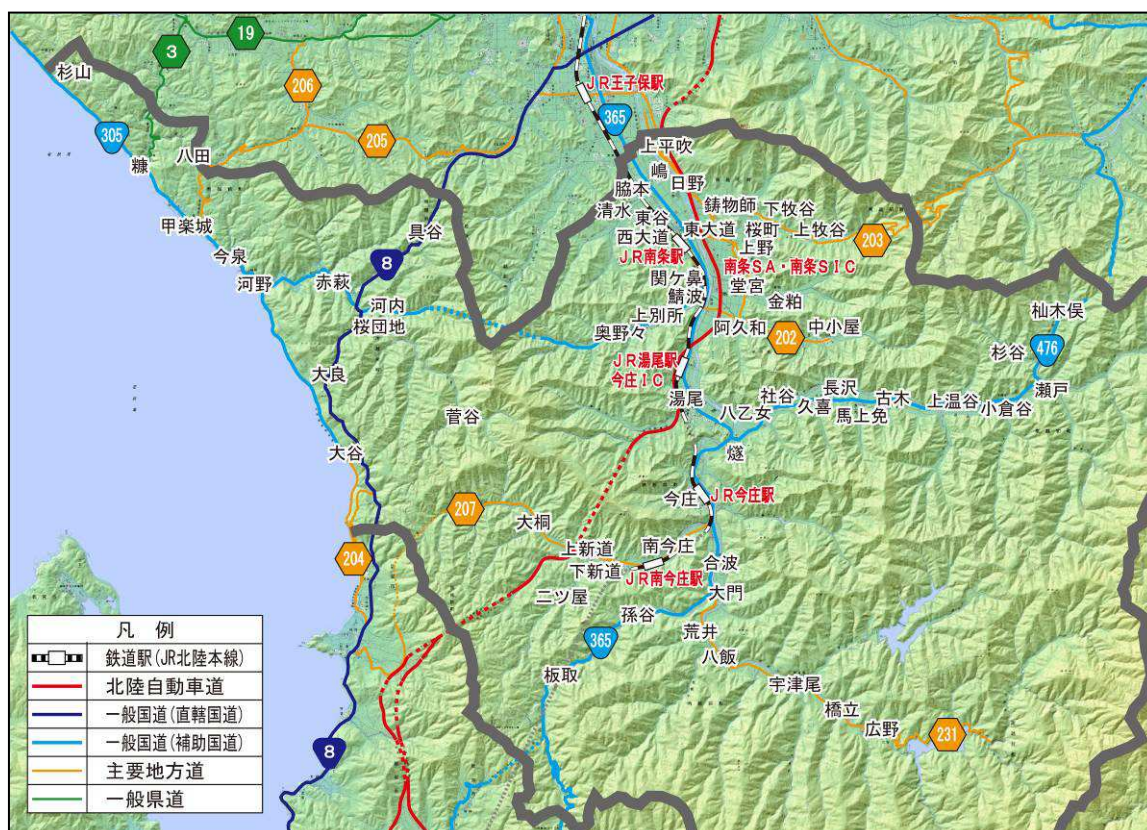 19
3
杉山
206
JR王子保駅
305
365
205
上平吹
八田
糠
嶋
日野
脇本
甲楽城
清水
鋳物師
下牧谷
東谷
具谷
西大道
東大道
桜町
上牧谷
203
今泉
JR南条駅
上野
8
南条SA・南条SIC
河野
赤萩
関ケ鼻
堂宮
鯖波
金粕
河内
上別所
杣木俣
桜団地
奥野々
阿久和
中小屋
202
476
杉谷
JR湯尾駅
今庄IC
大良
瀬戸
長沢
社谷
湯尾
久喜
古木
上温谷
小倉谷
菅谷
八乙女
馬上免
大谷
燧
今庄
JR今庄駅
207
大桐
上新道
南今庄
204
合波
下新道
JR南今庄駅
二ツ屋
大門
孫谷
荒井
365
八飯
板取
宇津尾
橋立
広野
231
8
凡 例
鉄道駅(JR北陸本線)
北陸自動車道
一般国道(直轄国道)
一般国道(補助国道)
主要地方道
一般県道